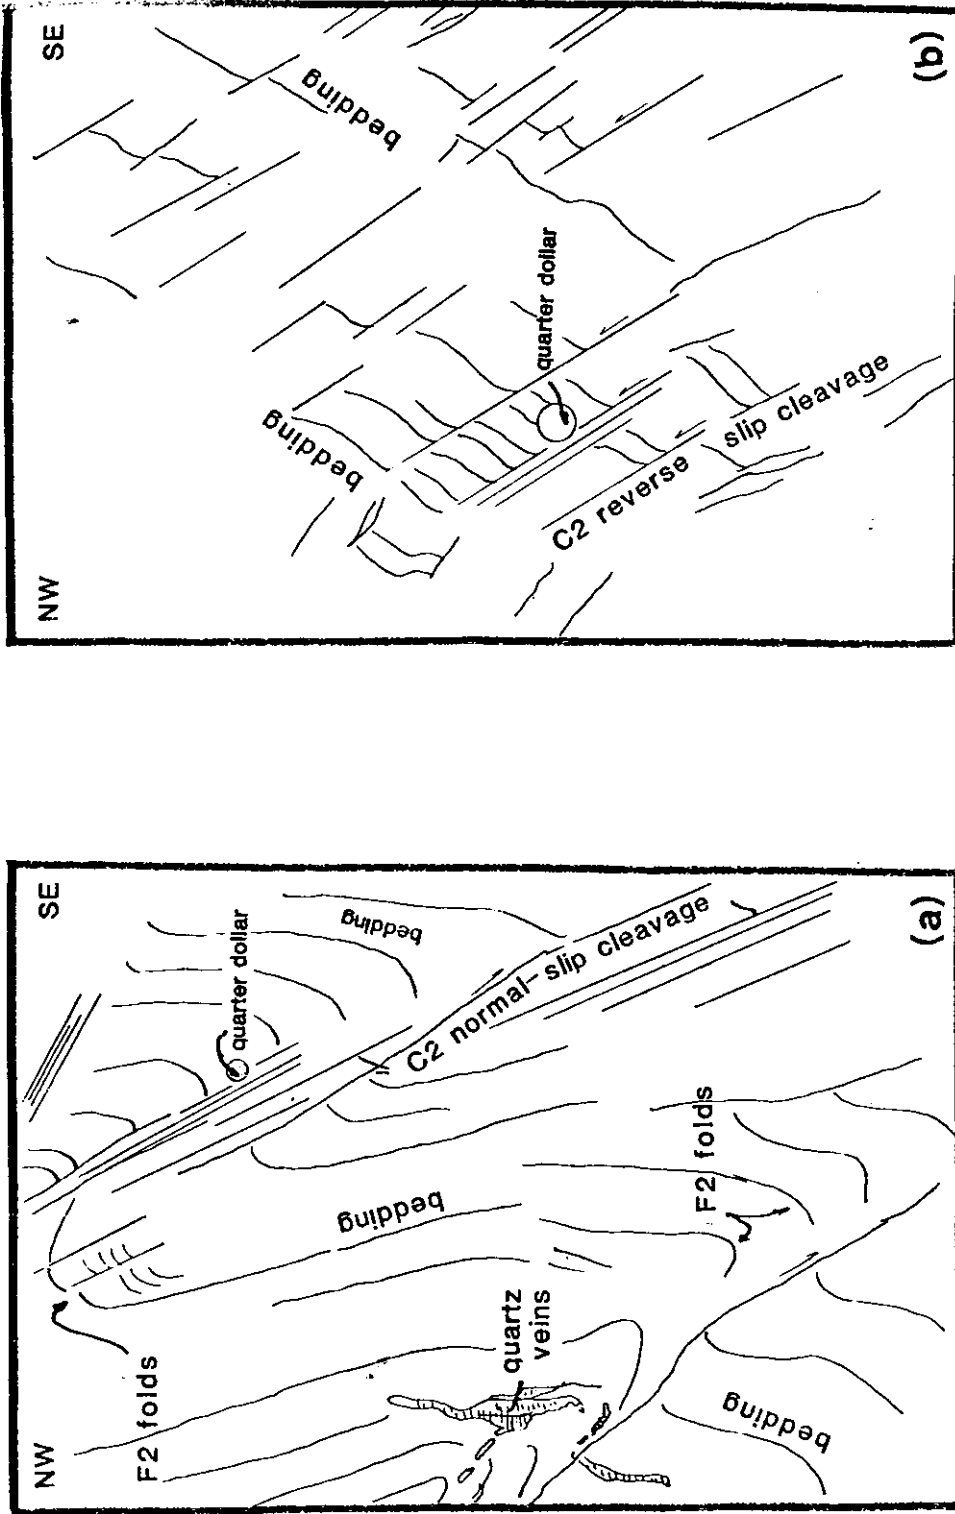 NW
SE
F2 folds
quartz
veins
bedding
quarter dollar
bedding
C2 normal-slip cleavage
F2 folds
bedding
(a)
NW
SE
bedding
bedding
quarter dollar
C2 reverse slip cleavage
(b)